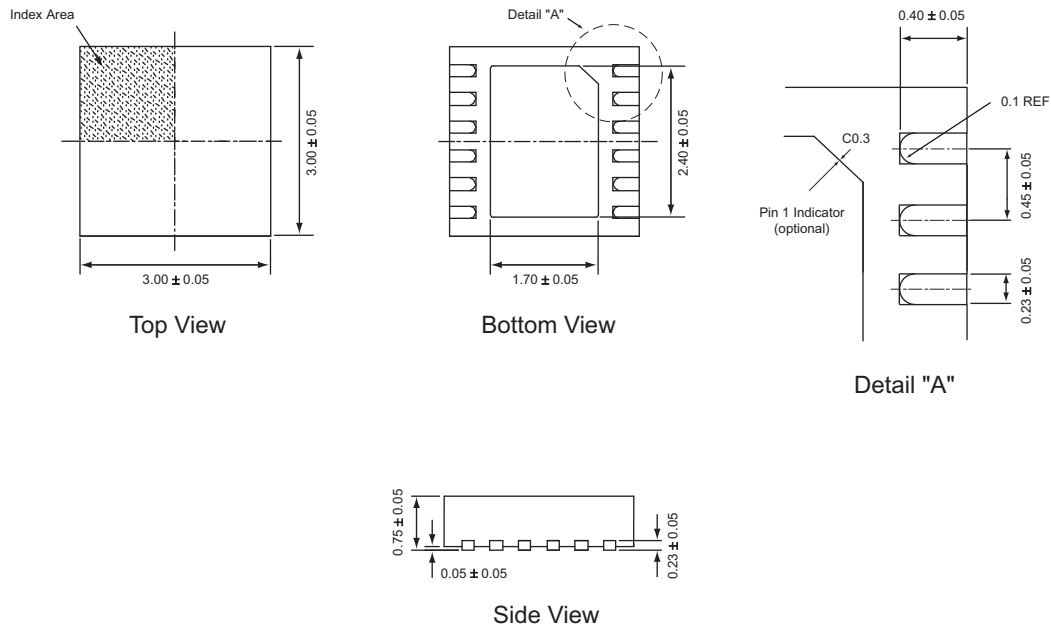 Index Area
3.00 ± 0.05
3.00 ± 0.05
Top View
Detail "A"
2.40 ± 0.05
1.70 ± 0.05
Bottom View
0.40 ± 0.05
0.1 REF
C0.3
Pin 1 Indicator
(optional)
0.45 ± 0.05
0.23 ± 0.05
Detail "A"
0.75 ± 0.05
0.05 ± 0.05
0.23 ± 0.05
Side View